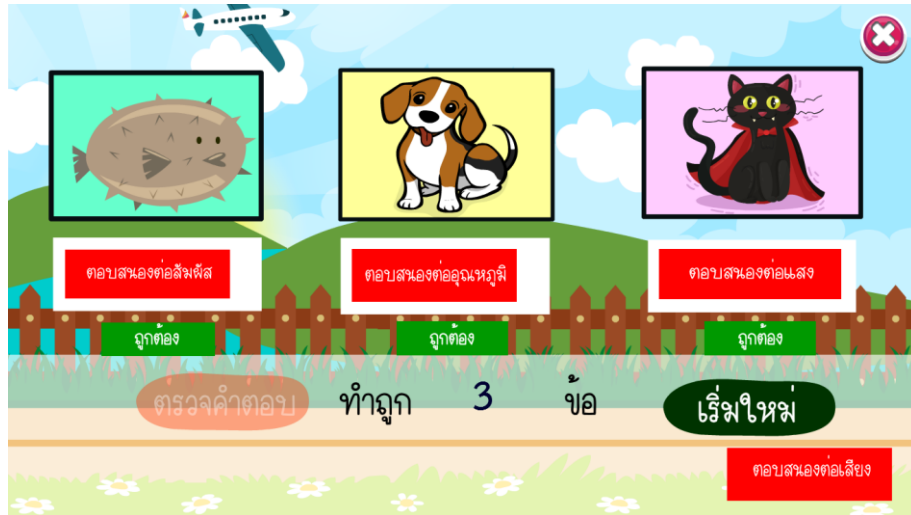 ตอบสนองต่อสัมผัส
ตอบสนองต่ออุณหภูมิ
ตอบสนองต่อแสง
ถูกต้อง
ถูกต้อง
ถูกต้อง
ตรวจคำตอบ
ทำถูก 3 ข้อ
เริ่มใหม่
ตอบสนองต่อเสียง